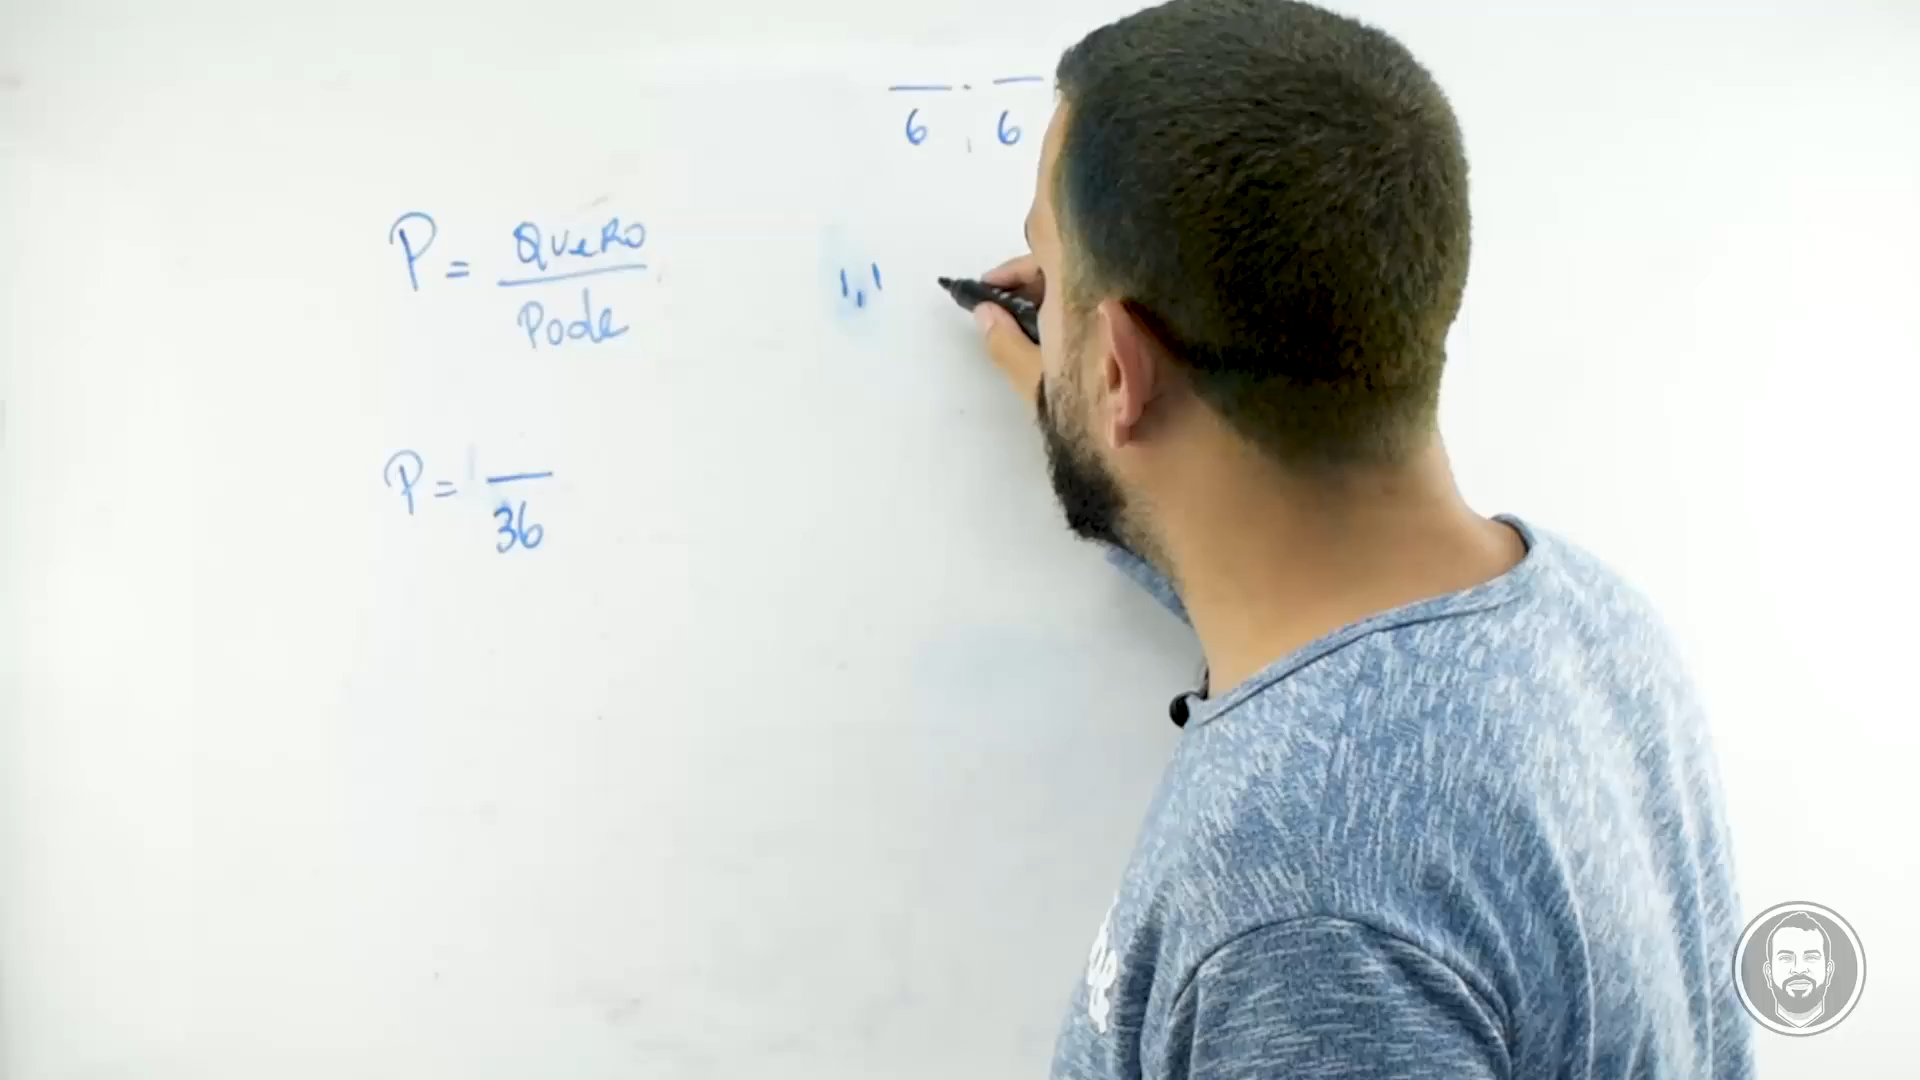 6 . 6
P = Quero
Pode
1,1
P =
36